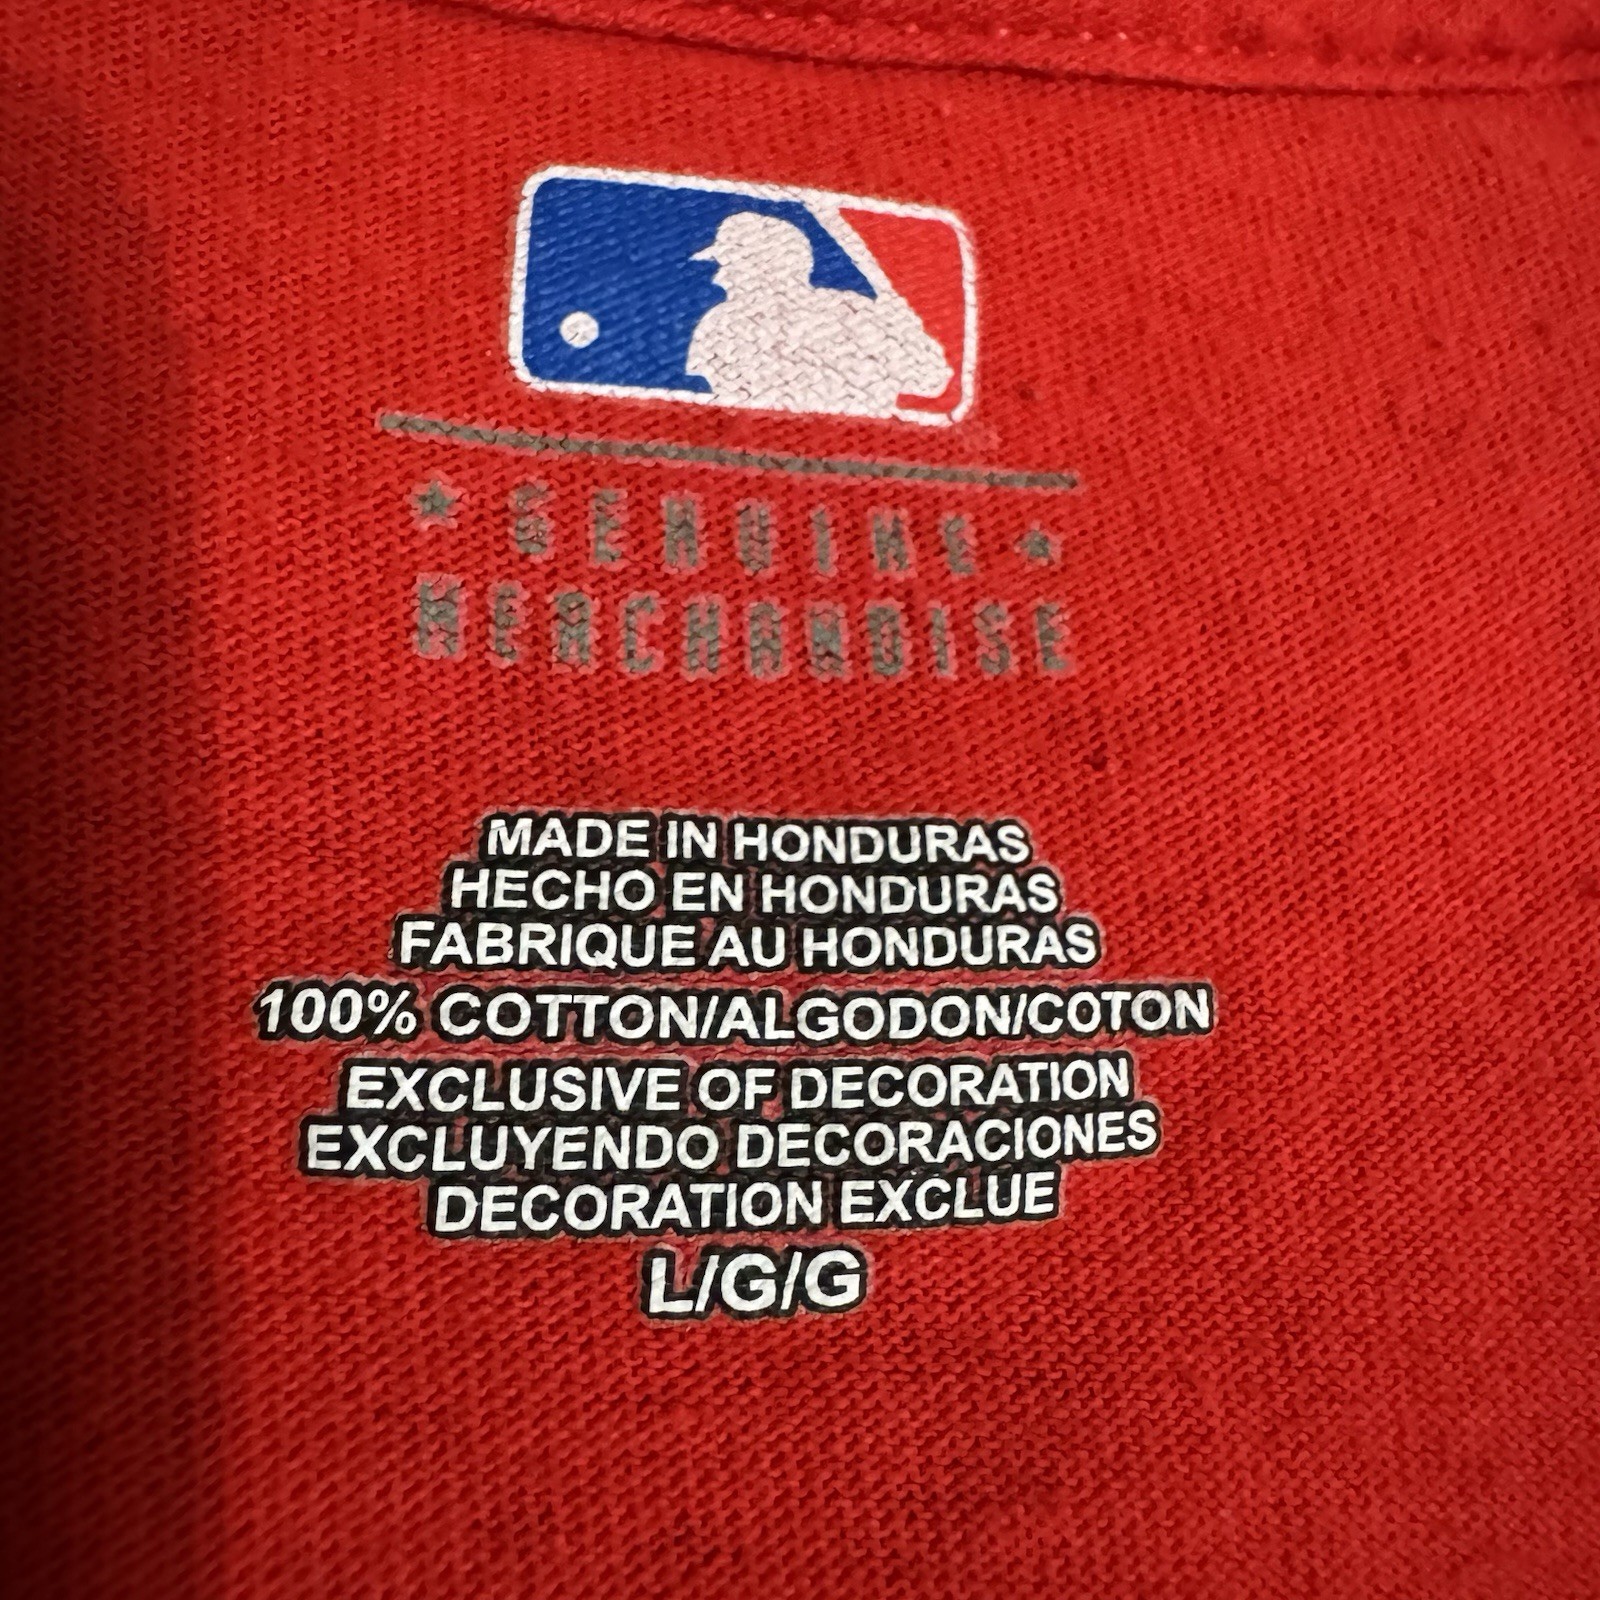 GENUINE
MERCHANDISE
MADE IN HONDURAS
HECHO EN HONDURAS
FABRIQUE AU HONDURAS
100% COTTON/ALGODON/COTON
EXCLUSIVE OF DECORATION
EXCLUYENDO DECORACIONES
DECORATION EXCLUE
L/G/G